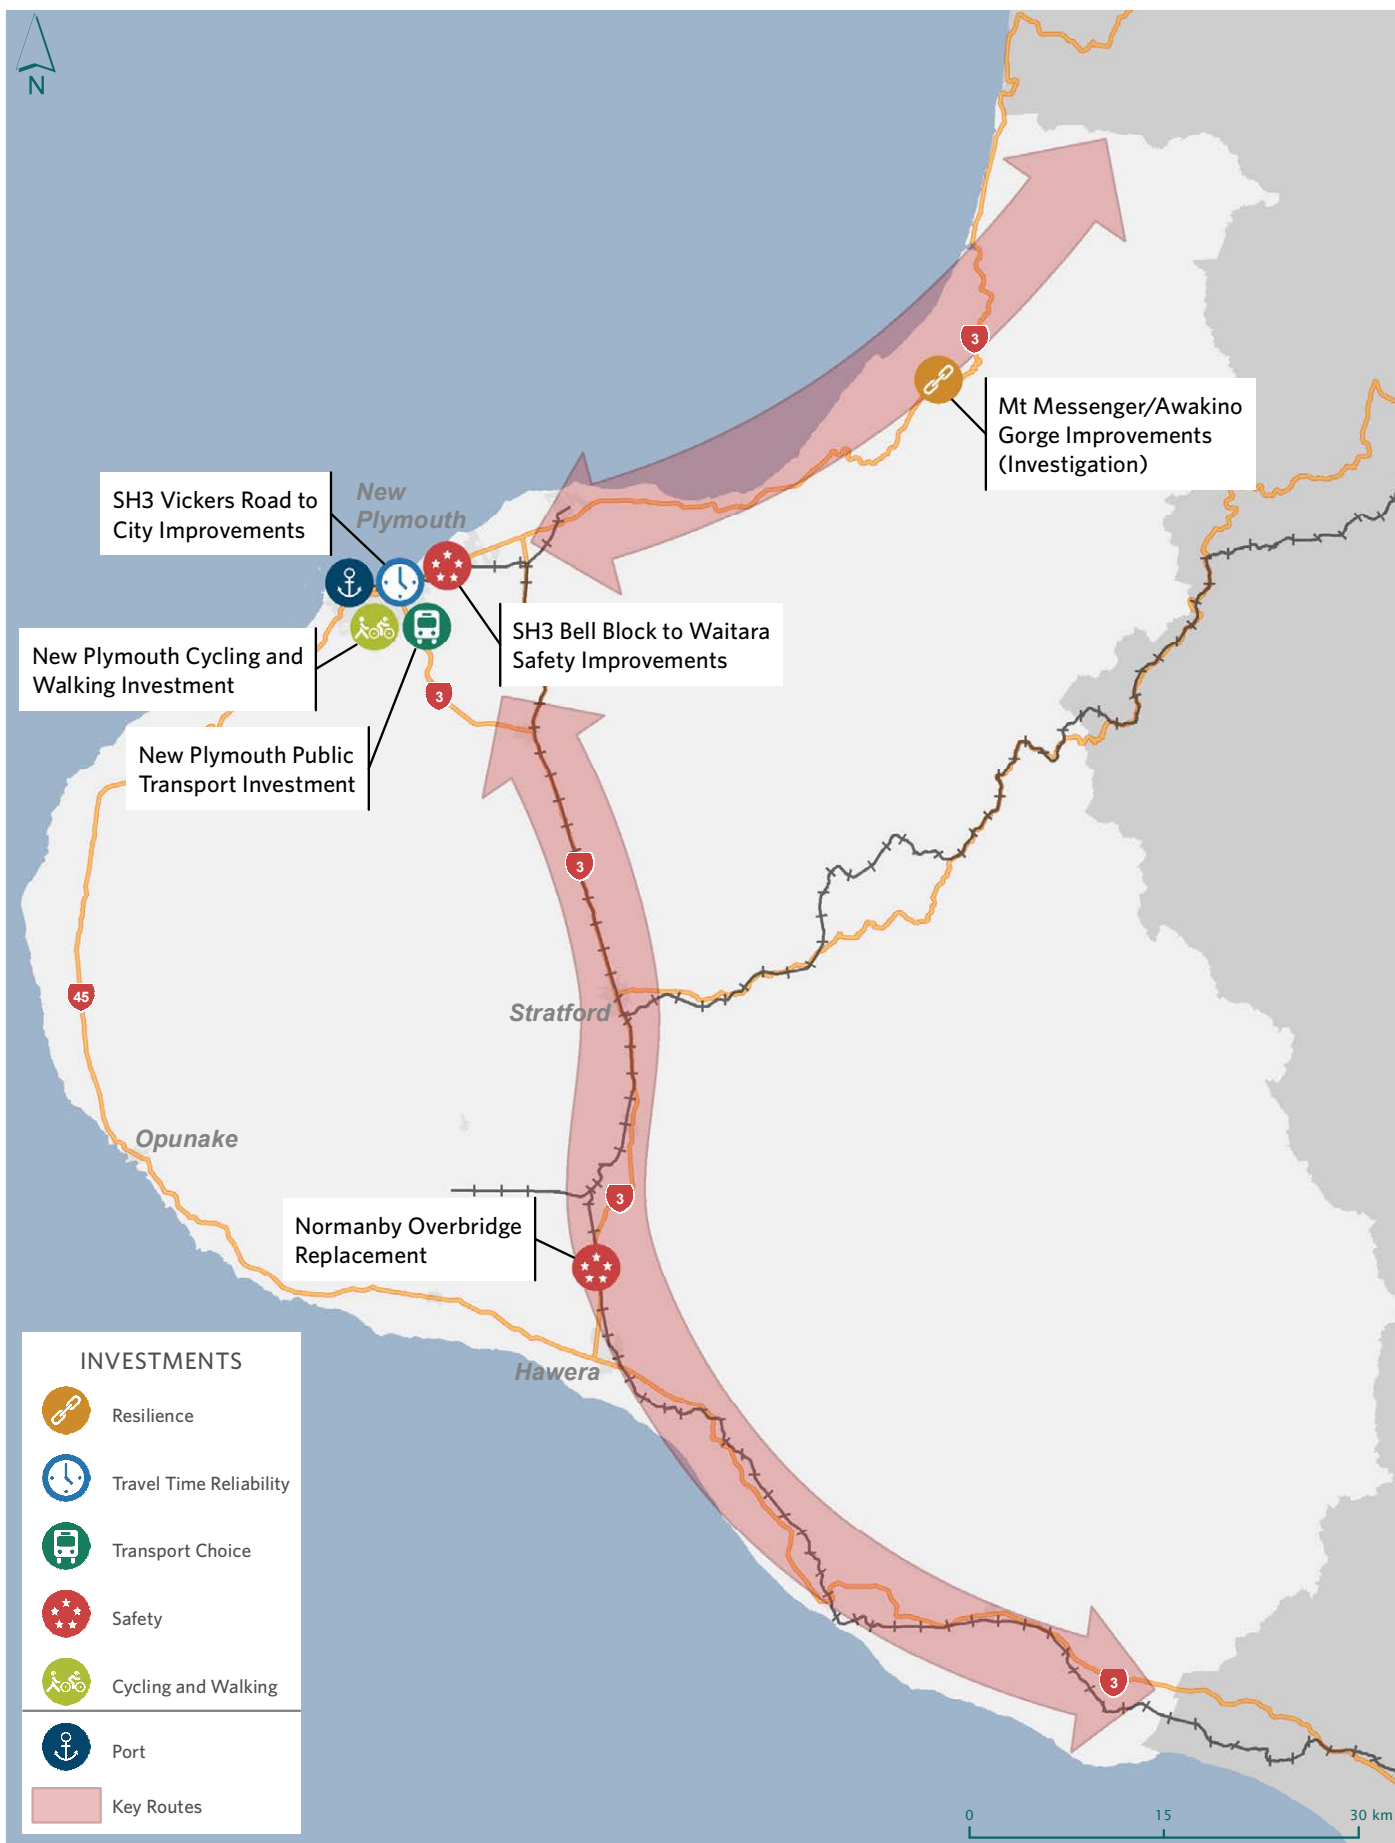 N
3
Mt Messenger/Awakino
Gorge Improvements
(Investigation)
SH3 Vickers Road to
City Improvements
New
Plymouth
SH3 Bell Block to Waitara
Safety Improvements
New Plymouth Cycling and
Walking Investment
3
New Plymouth Public
Transport Investment
3
45
Stratford
Opunake
3
Normanby Overbridge
Replacement
Hawera
3
INVESTMENTS
Resilience
Travel Time Reliability
Transport Choice
Safety
Cycling and Walking
Port
Key Routes
0 15 30 km